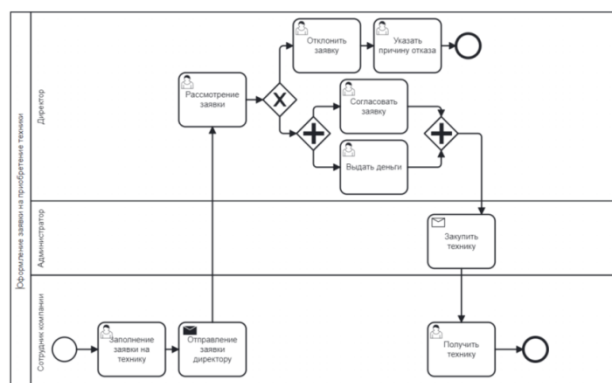 Оформление заявки на приобретение техники
Директор
Администратор
Сотрудник компании
Отклонить
заявку
Указать
причину отказа
Рассмотрение
заявки
Согласовать
заявку
Выдать деньги
Закупить
технику
Заполнение
заявки на
технику
Отправление
заявки
директору
Получить
технику